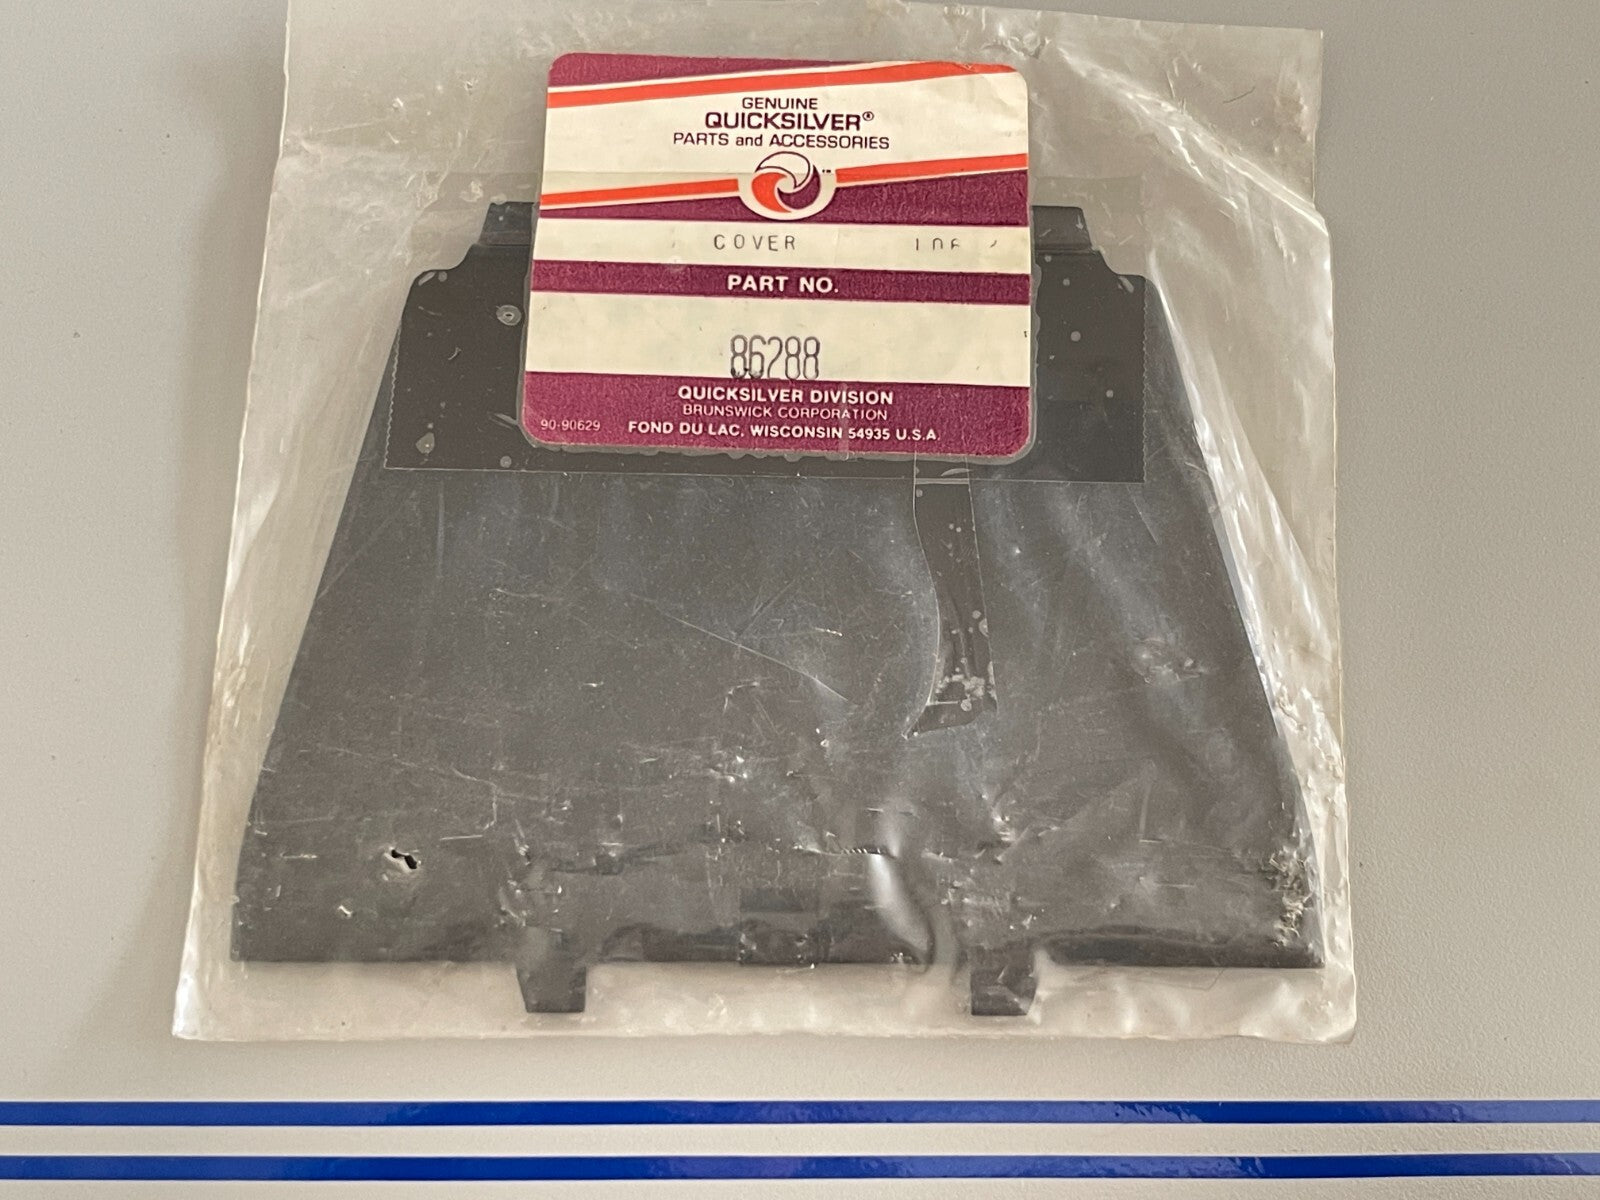 GENUINE
QUICKSILVER®
PARTS and ACCESSORIES
™
COVER
PART NO.
86288
QUICKSILVER DIVISION
BRUNSWICK CORPORATION
90-90629 FOND DU LAC, WISCONSIN 54935 U.S.A.